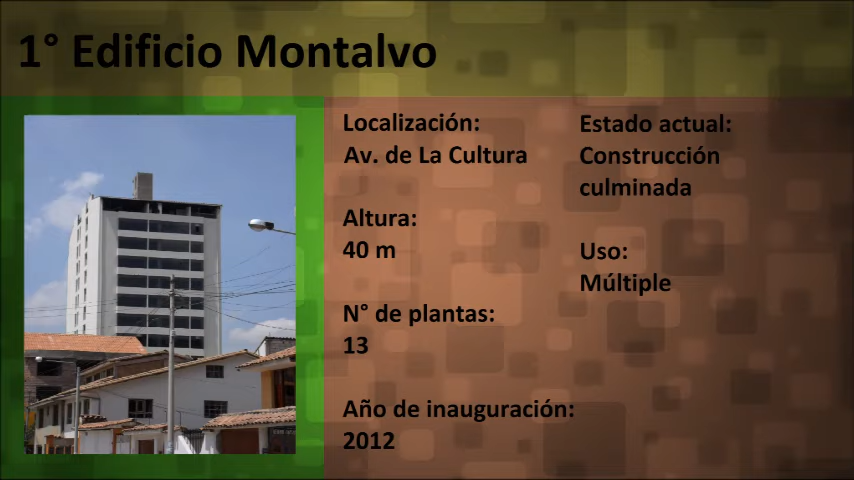 1° Edificio Montalvo
Localización:
Av. de La Cultura
Altura:
40 m
N° de plantas:
13
Año de inauguración:
2012
Estado actual:
Construcción
culminada
Uso:
Múltiple